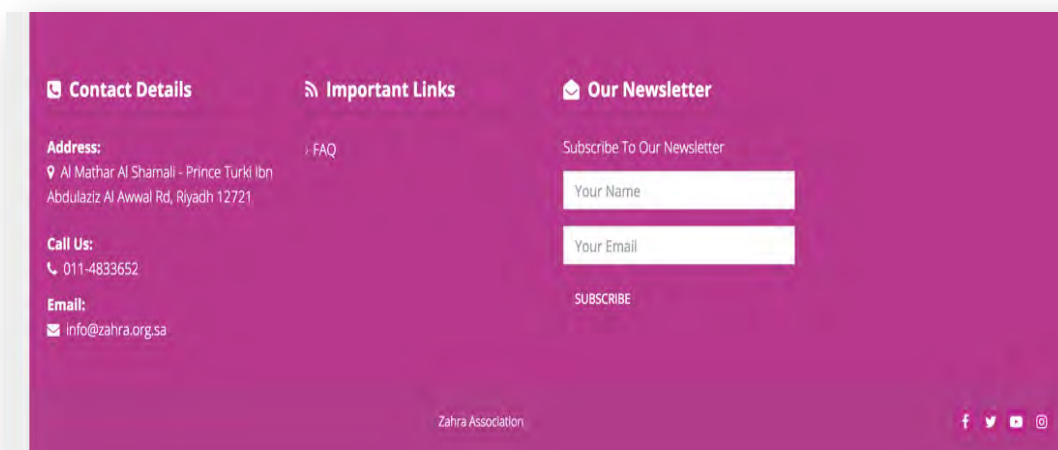 Contact Details
Address:
Al Mathar Al Shamali - Prince Turki Ibn
Abdulaziz Al Awwal Rd, Riyadh 12721
Call Us:
011-4833652
Email:
info@zahra.org.sa
Important Links
› FAQ
Our Newsletter
Subscribe To Our Newsletter
Your Name
Your Email
SUBSCRIBE
Zahra Association